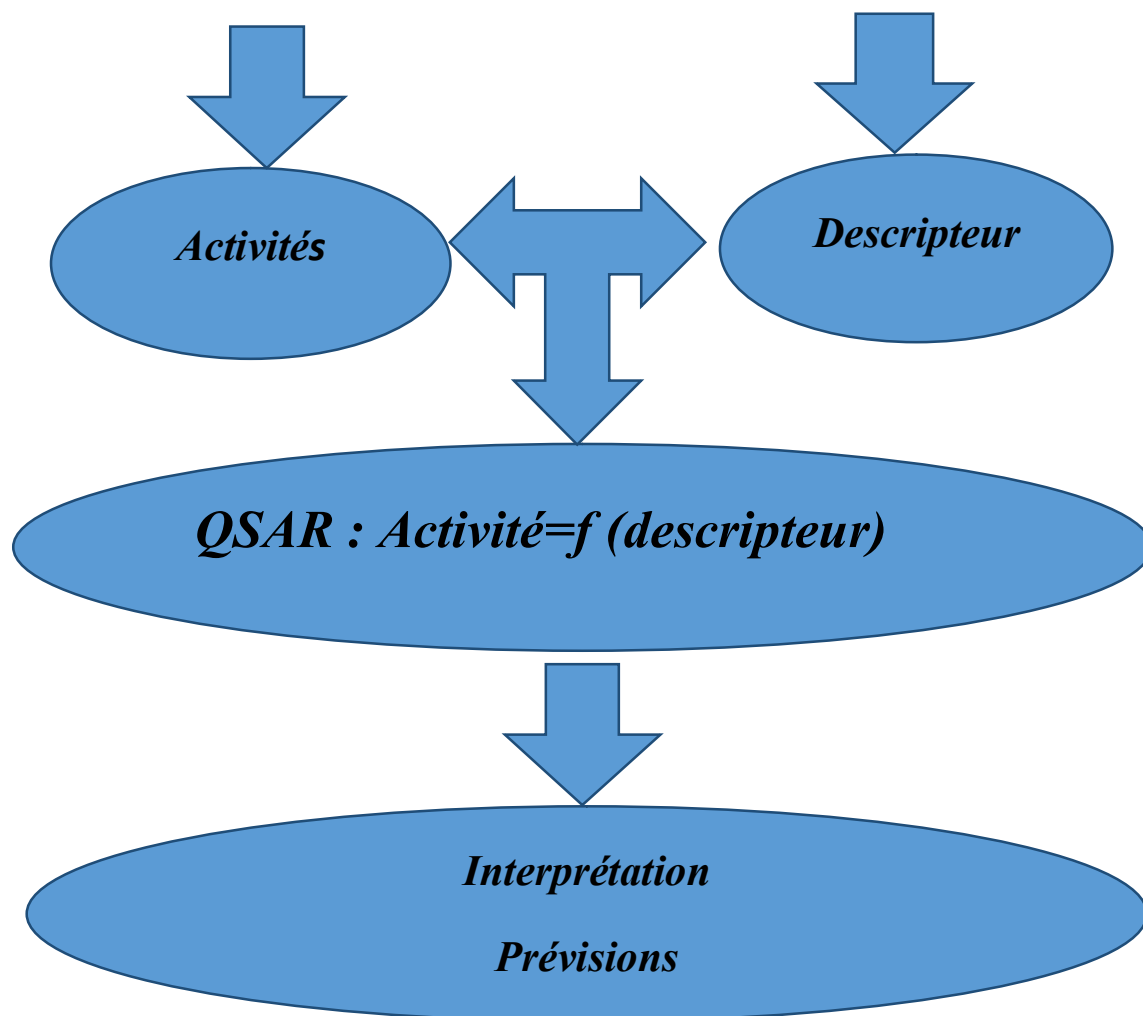 Activités
Descripteur
QSAR : Activité=f (descripteur)
Interprétation
Prévisions